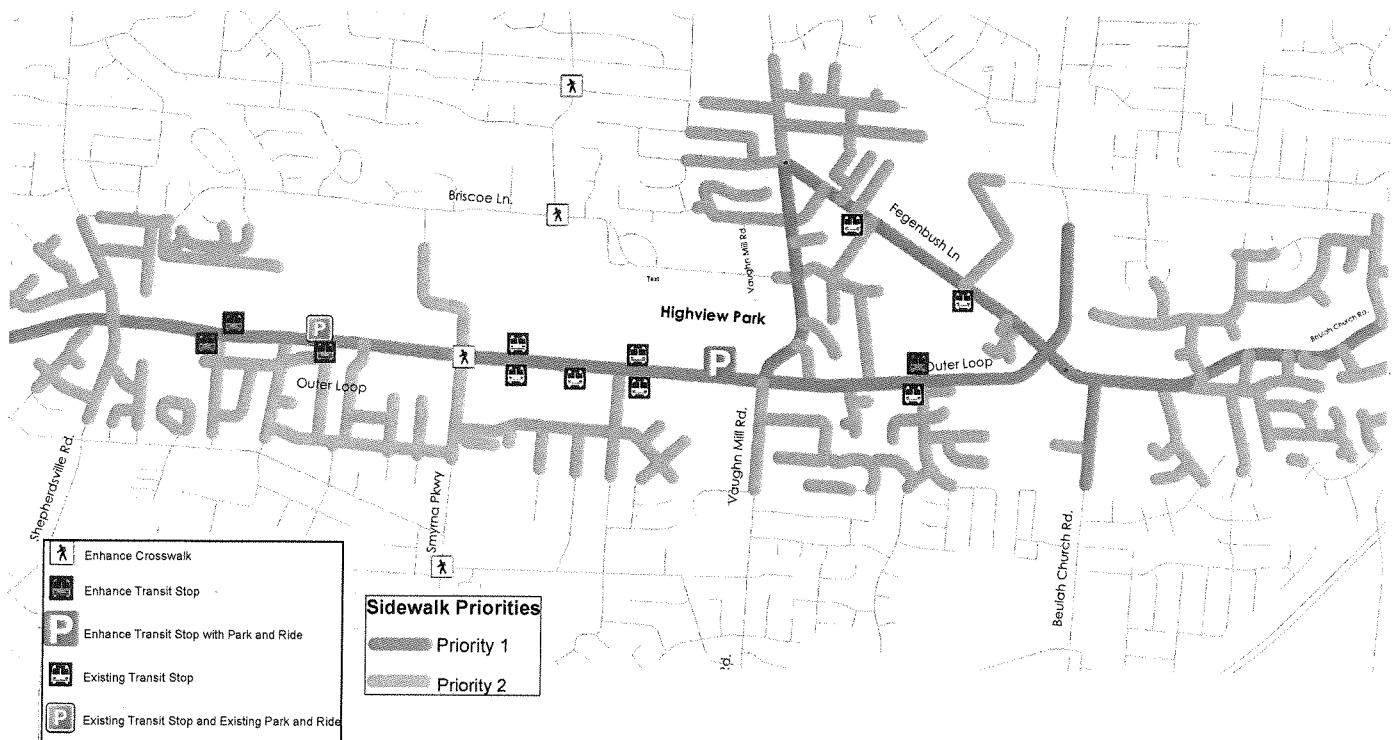 Briscoe Ln.
Text
Vaughn Mill Rd.
Fegenbush Ln
Highview Park
Beulah Church Rd.
P
P
Outer Loop
Outer Loop
Shepherdsville Rd.
Smyrna Pkwy
Vaughn Mill Rd.
Beulah Church Rd.
Rd.
Enhance Crosswalk
Enhance Transit Stop
P Enhance Transit Stop with Park and Ride
Existing Transit Stop
P Existing Transit Stop and Existing Park and Ride
Sidewalk Priorities
Priority 1
Priority 2